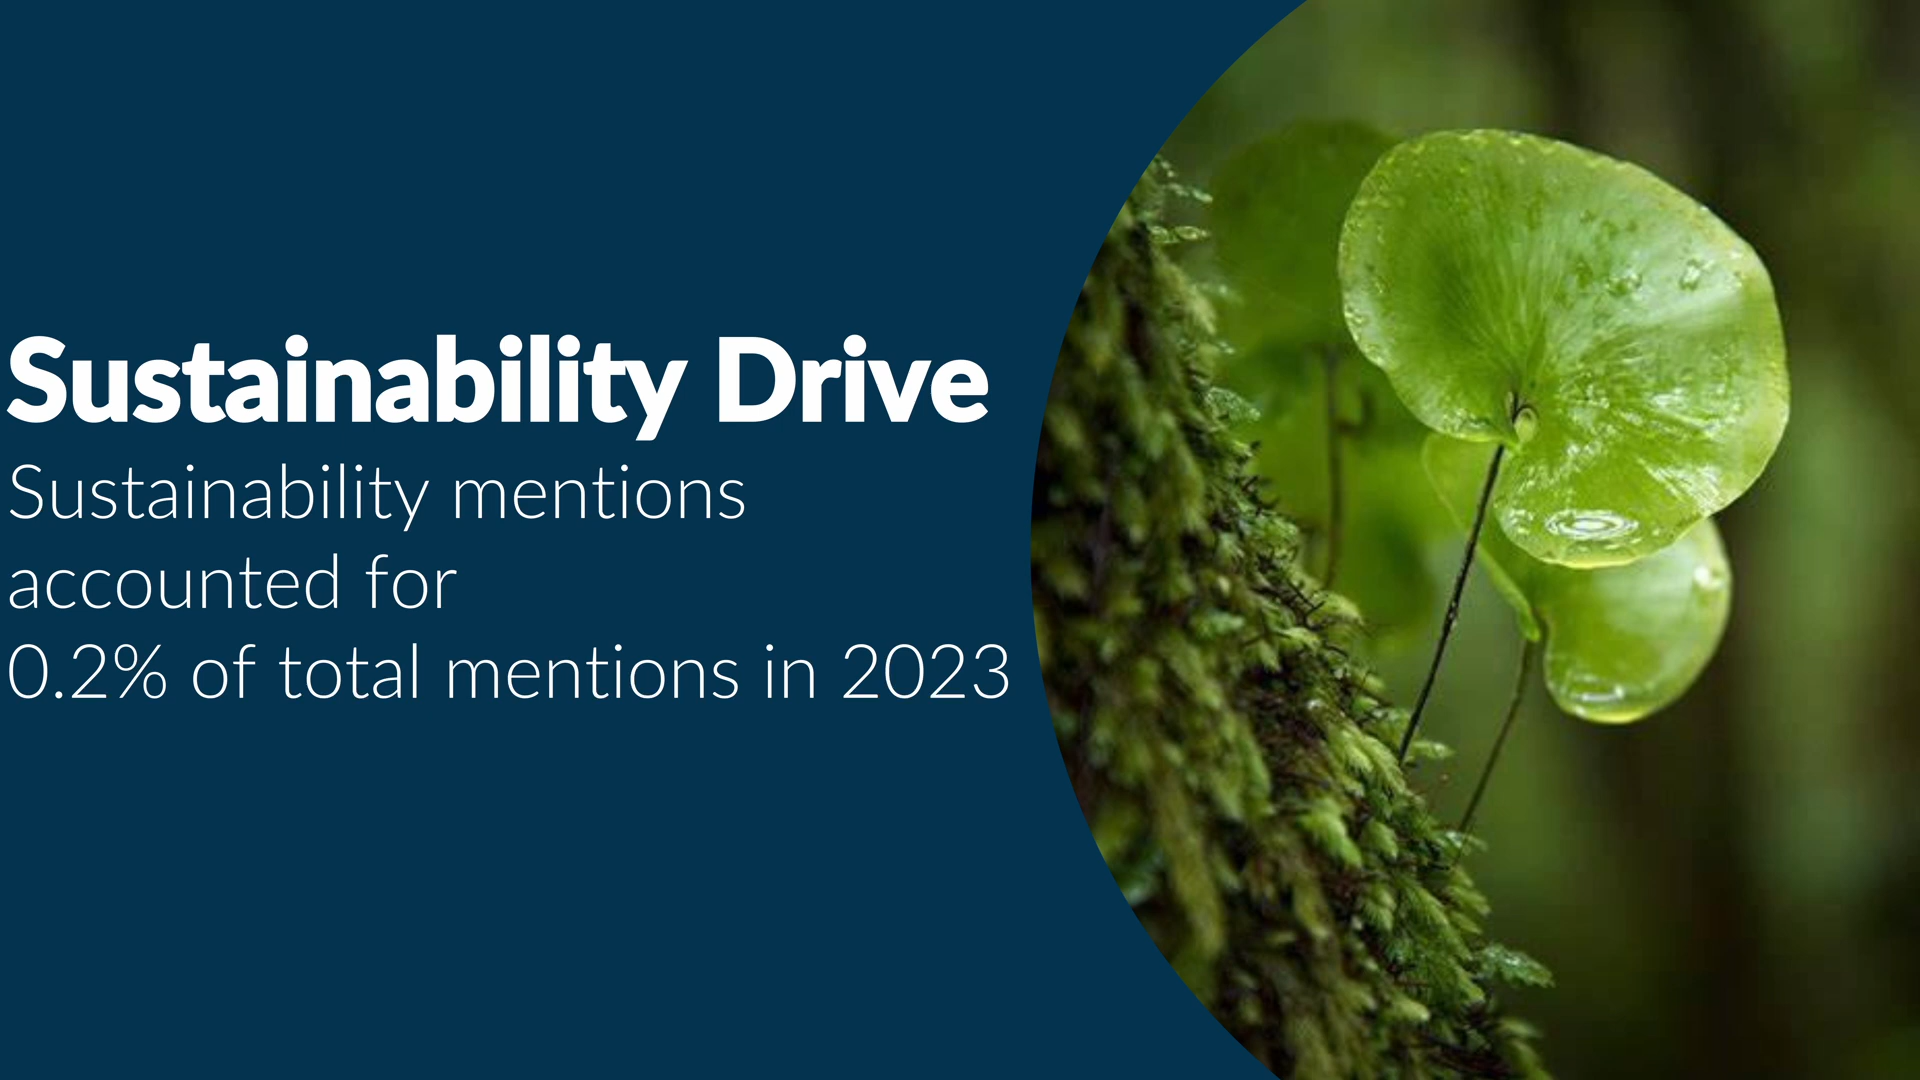 Sustainability Drive
Sustainability mentions
accounted for
0.2% of total mentions in 2023